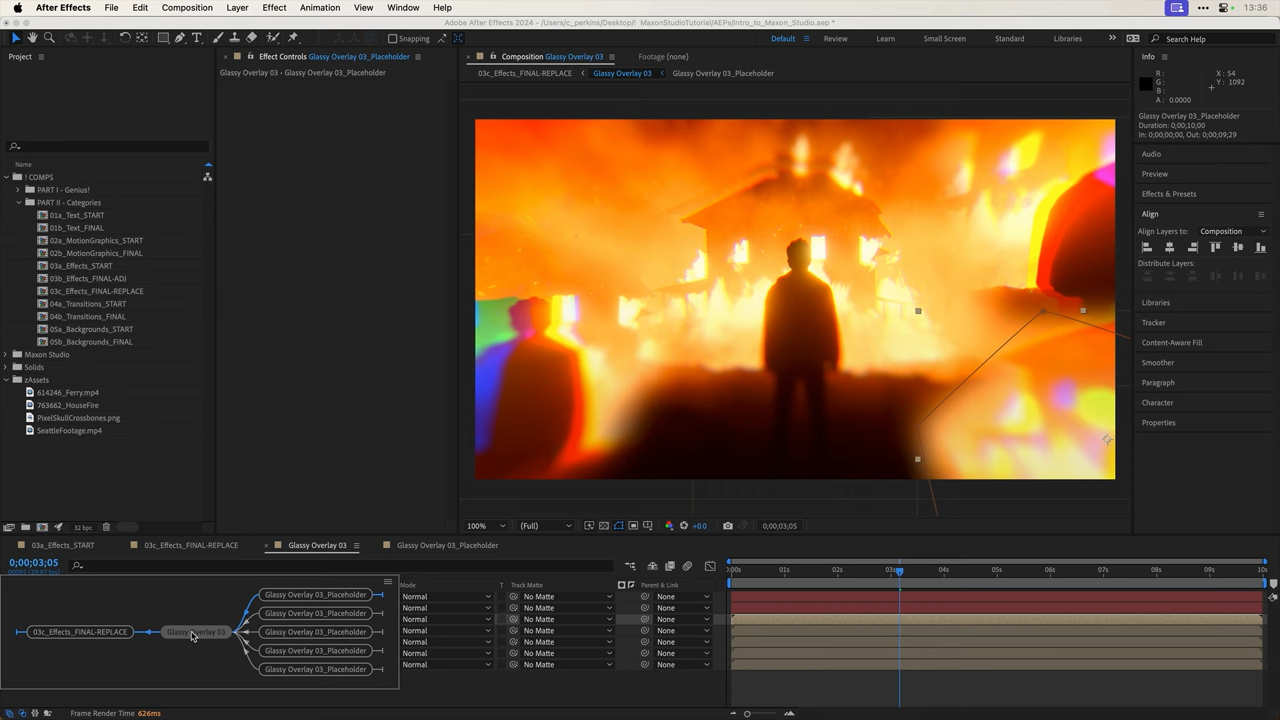 After Effects File Edit Composition Layer Effect Animation View Window Help 13:36
Adobe After Effects 2024 - /Users/c_perkins/Desktop/! MaxonStudioTutorial/AEPs/Intro_to_Maxon_Studio.aep *
Snapping Default Review Learn Small Screen Standard Libraries Search Help
Project Effect Controls Glassy Overlay 03_Placeholder Composition Glassy Overlay 03 Footage (none) Info
Glassy Overlay 03 • Glassy Overlay 03_Placeholder 03c_Effects_FINAL-REPLACE Glassy Overlay 03 Glassy Overlay 03_Placeholder
R: X: 54
G: Y: 1092
B:
A: 0.0000
Glassy Overlay 03_Placeholder
Duration: 0;00;10;00
In: 0;00;00;00, Out: 0;00;09;29
Audio
Preview
Effects & Presets
Align
Align Layers to: Composition
Distribute Layers:
Libraries
Tracker
Content-Aware Fill
Smoother
Paragraph
Character
Properties
Name
! COMPS
PART I - Genius!
PART II - Categories
01a_Text_START
01b_Text_FINAL
02a_MotionGraphics_START
02b_MotionGraphics_FINAL
03a_Effects_START
03b_Effects_FINAL-ADJ
03c_Effects_FINAL-REPLACE
04a_Transitions_START
04b_Transitions_FINAL
05a_Backgrounds_START
05b_Backgrounds_FINAL
Maxon Studio
Solids
zAssets
614246_Ferry.mp4
763662_HouseFire
PixelSkullCrossbones.png
SeattleFootage.mp4
32 bpc
100% (Full) +0.0 0;00;03;05
03a_Effects_START 03c_Effects_FINAL-REPLACE Glassy Overlay 03 Glassy Overlay 03_Placeholder
0;00;03;05
:00s 01s 02s 03s 04s 05s 06s 07s 08s 09s 10s
Mode T Track Matte Parent & Link
Glassy Overlay 03_Placeholder Normal No Matte None
Normal No Matte None
Glassy Overlay 03_Placeholder
Normal No Matte None
03c_Effects_FINAL-REPLACE Glassy Overlay 03 Glassy Overlay 03_Placeholder Normal No Matte None
Glassy Overlay 03_Placeholder Normal No Matte None
Glassy Overlay 03_Placeholder Normal No Matte None
Normal No Matte None
Frame Render Time 626ms